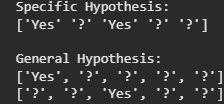 Specific Hypothesis:
['Yes' '?' 'Yes' '?' '?']
General Hypothesis:
['Yes', '?', '?', '?', '?']
['?', '?', 'Yes', '?', '?']